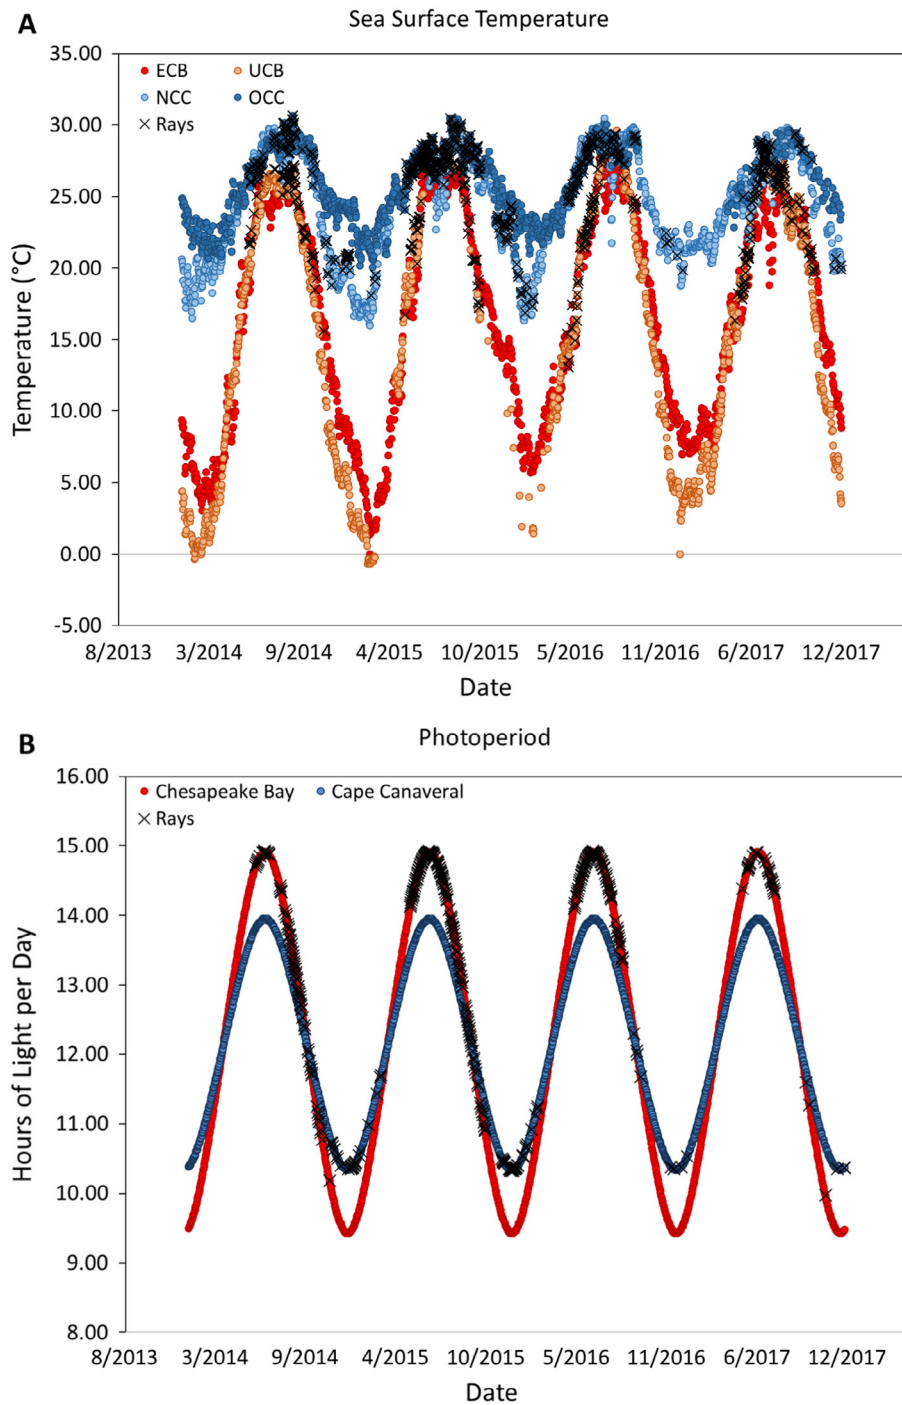 A
Sea Surface Temperature
35.00
ECB UCB
NCC OCC
Rays
30.00
25.00
20.00
15.00
10.00
5.00
0.00
-5.00
Temperature (°C)
8/2013 3/2014 9/2014 4/2015 10/2015 5/2016 11/2016 6/2017 12/2017
Date
B
Photoperiod
16.00
Chesapeake Bay Cape Canaveral
Rays
15.00
14.00
13.00
12.00
11.00
10.00
9.00
8.00
Hours of Light per Day
8/2013 3/2014 9/2014 4/2015 10/2015 5/2016 11/2016 6/2017 12/2017
Date